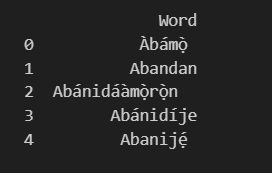 Word
0 Àbámọ̀
1 Abandan
2 Abánidáàmọ̀rọ̀n
3 Abánidíje
4 Abanijẹ́